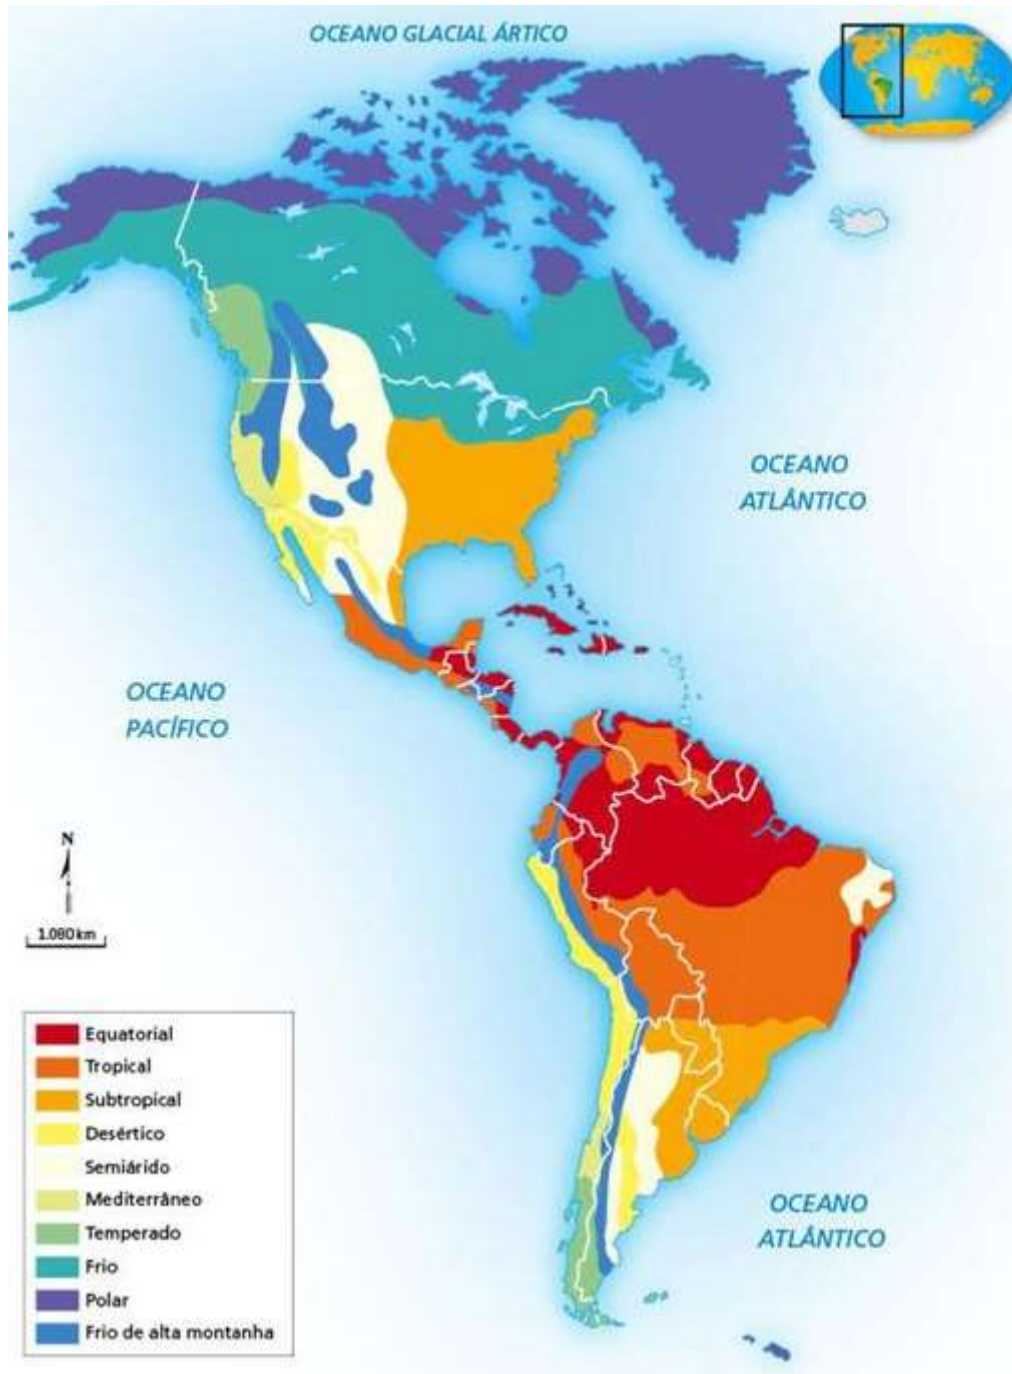 OCEANO GLACIAL ÁRTICO
OCEANO
ATLÂNTICO
OCEANO
PACÍFICO
N
1.080 km
Equatorial
Tropical
Subtropical
Desértico
Semiárido
Mediterrâneo
Temperado
Frio
Polar
Frio de alta montanha
OCEANO
ATLÂNTICO